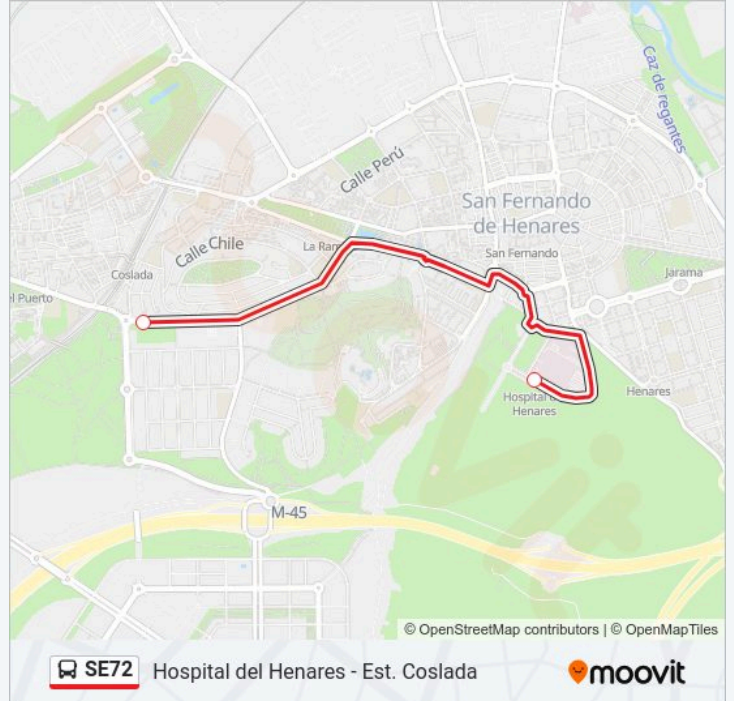 Caz de regantes
Calle Perú
San Fernando
de Henares
Calle Chile
La Ram
San Fernando
Coslada
Jarama
el Puerto
Henares
Hospital d
Henares
M-45
© OpenStreetMap contributors | © OpenMapTiles
SE72 Hospital del Henares - Est. Coslada
moovit